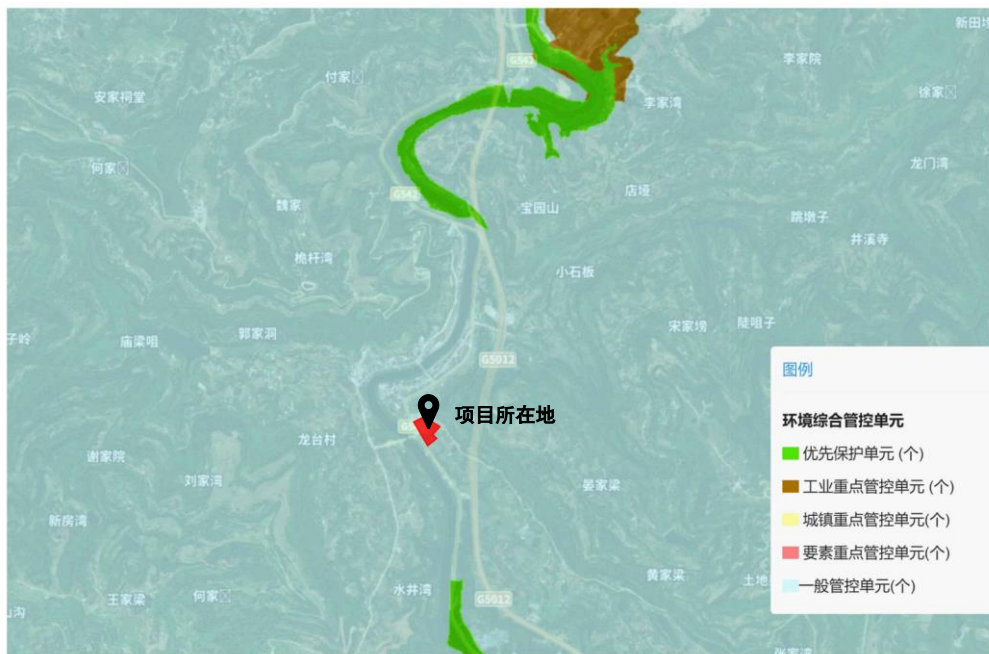 新田坝
G542
李家院
付家
安家祠堂
李家湾
徐家
龙门湾
何家
G542
店垭
魏家
宝园山
跳墩子
井溪寺
桅杆湾
小石板
宋家塝
陡咀子
郭家洞
子岭
庙梁咀
G5012
图例
项目所在地
环境综合管控单元
龙台村
优先保护单元 (个)
谢家院
刘家湾
晏家梁
工业重点管控单元 (个)
新房湾
城镇重点管控单元(个)
要素重点管控单元(个)
黄家梁
土地
水井湾
一般管控单元(个)
王家梁
何家
G5012
山沟